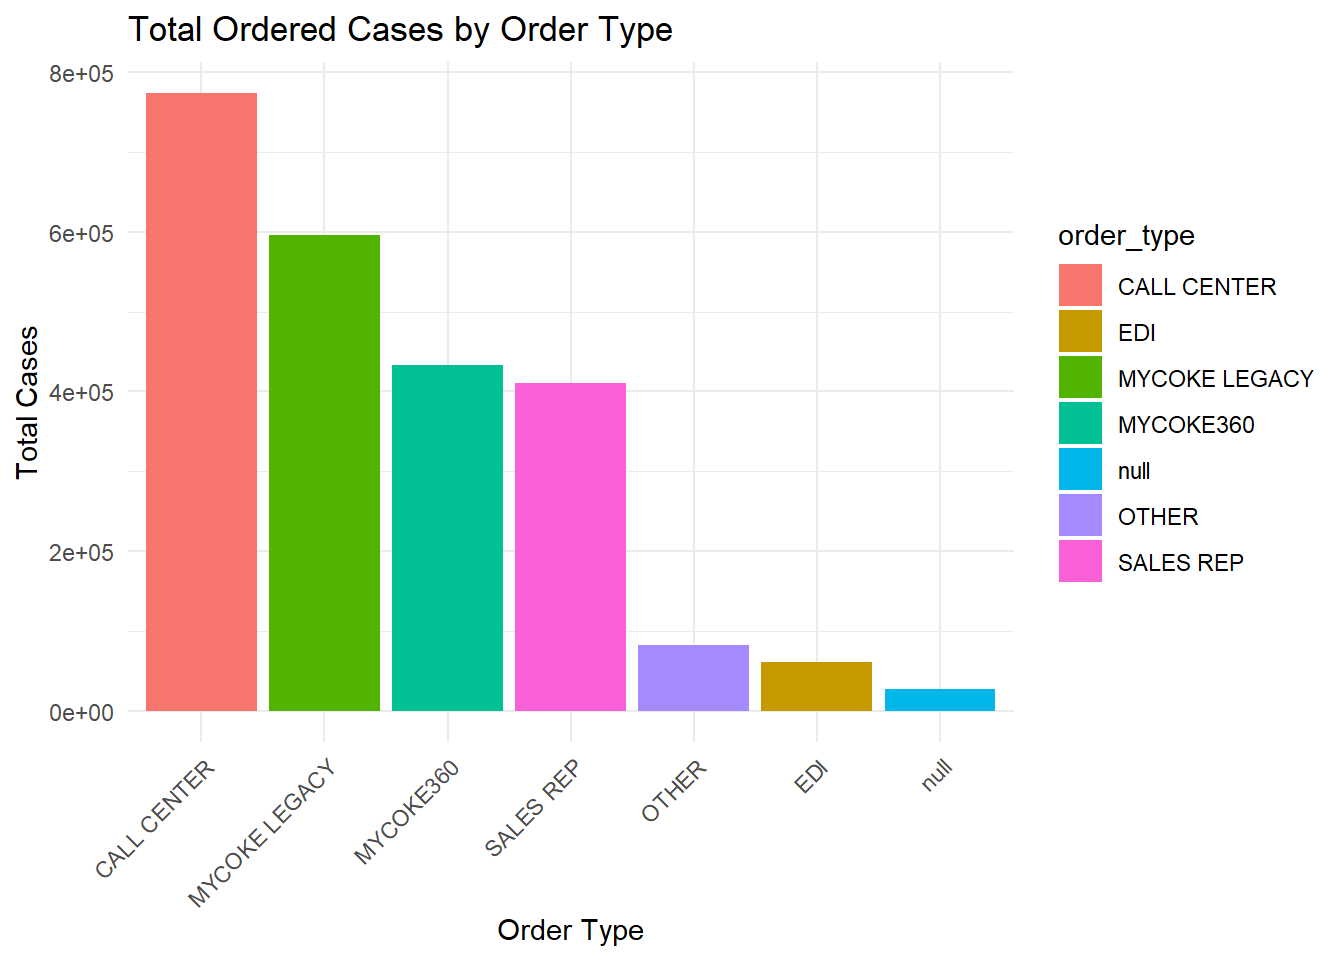 Total Ordered Cases by Order Type
Total Cases
8e+05
6e+05
4e+05
2e+05
0e+00
CALL CENTER
MYCOKE LEGACY
MYCOKE360
SALES REP
OTHER
EDI
null
Order Type
order_type
CALL CENTER
EDI
MYCOKE LEGACY
MYCOKE360
null
OTHER
SALES REP